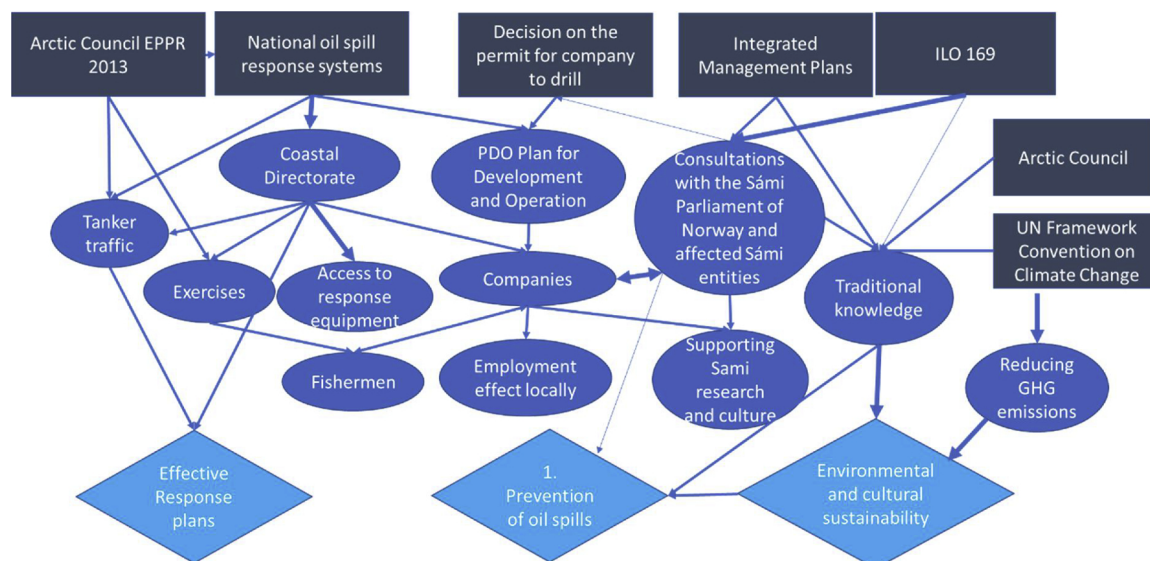 Arctic Council EPPR
2013
National oil spill
response systems
Decision on the
permit for company
to drill
Integrated
Management Plans
ILO 169
Coastal
Directorate
PDO Plan for
Development
and Operation
Consultations
with the Sámi
Parliament of
Norway and
affected Sámi
entities
Arctic Council
Tanker
traffic
UN Framework
Convention on
Climate Change
Exercises
Access to
response
equipment
Companies
Traditional
knowledge
Fishermen
Employment
effect locally
Supporting
Sami
research
and culture
Reducing
GHG
emissions
Effective
Response
plans
1.
Prevention
of oil spills
Environmental
and cultural
sustainability